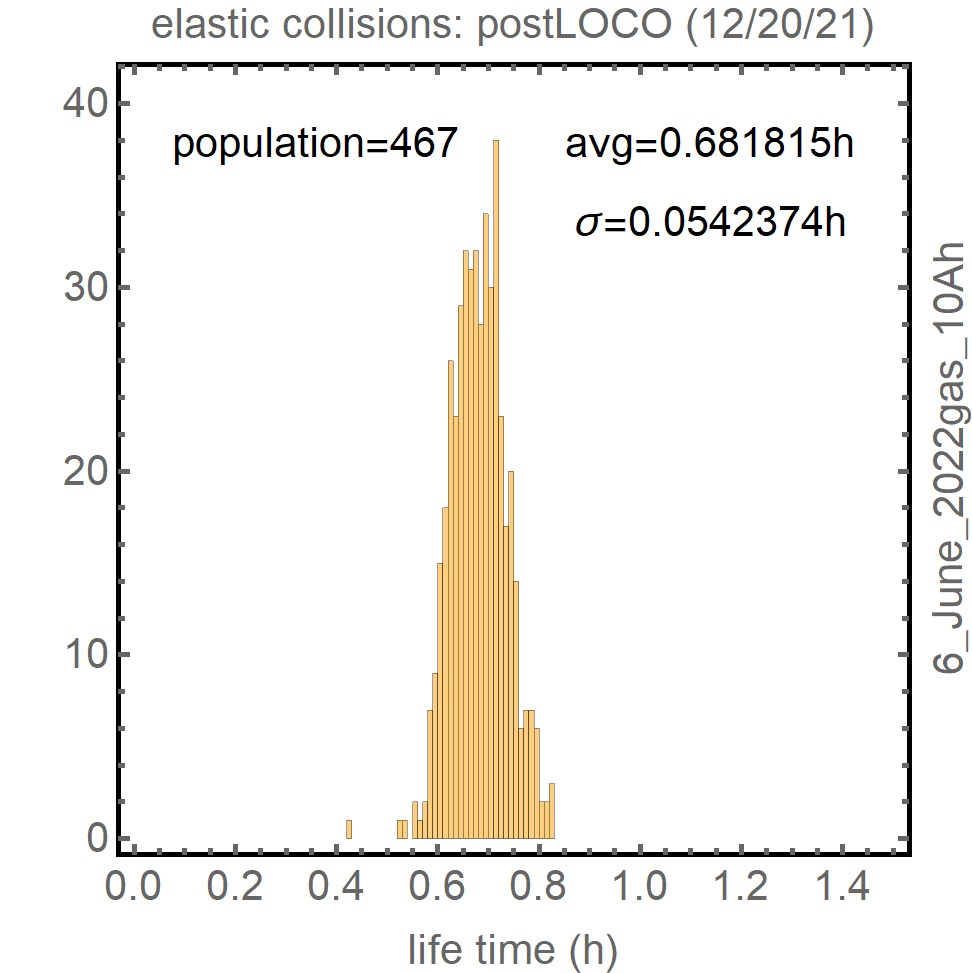 elastic collisions: postLOCO (12/20/21)
population=467
avg=0.681815h
σ=0.0542374h
40
30
20
10
0
0.0 0.2 0.4 0.6 0.8 1.0 1.2 1.4
life time (h)
6_June_2022gas_10Ah